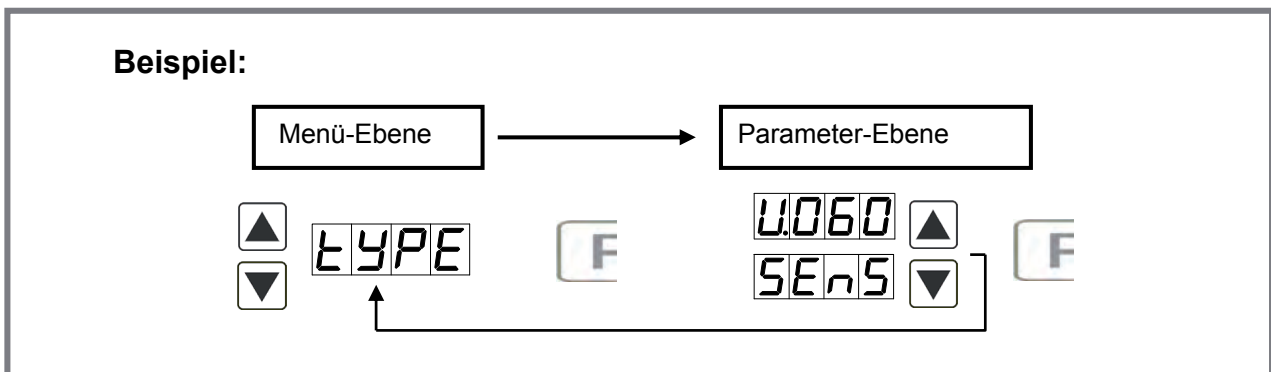 Beispiel:
Menü-Ebene
Parameter-Ebene
tYPE
U.060
SEnS